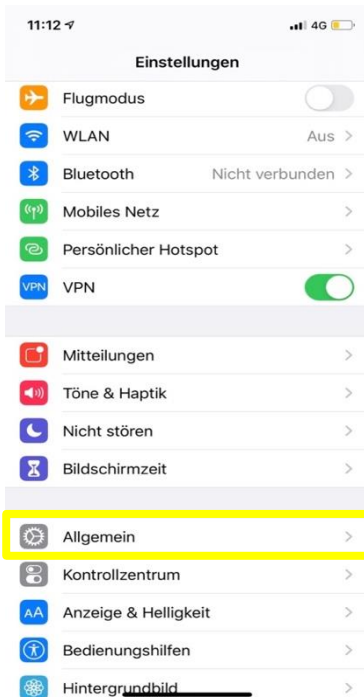 11:12
4G
Einstellungen
Flugmodus
WLAN Aus
Bluetooth Nicht verbunden
Mobiles Netz
Persönlicher Hotspot
VPN VPN
Mitteilungen
Töne & Haptik
Nicht stören
Bildschirmzeit
Allgemein
Kontrollzentrum
AA Anzeige & Helligkeit
Bedienungshilfen
Hintergrundbild